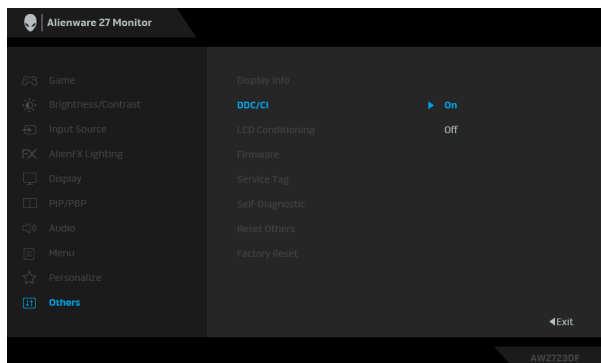 Alienware 27 Monitor
Game
Brightness/Contrast
Input Source
AlienFX Lighting
Display
PIP/PBP
Audio
Menu
Personalize
Others
Display Info
DDC/CI
LCD Conditioning
Firmware
Service Tag
Self-Diagnostic
Reset Others
Factory Reset
On
Off
Exit
AW2723DF